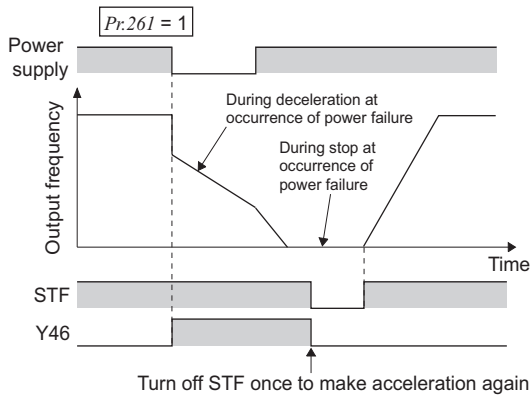 Pr.261 = 1
Power
supply
During deceleration at
occurrence of power failure
During stop at
occurrence of
power failure
Output frequency
Time
STF
Y46
Turn off STF once to make acceleration again